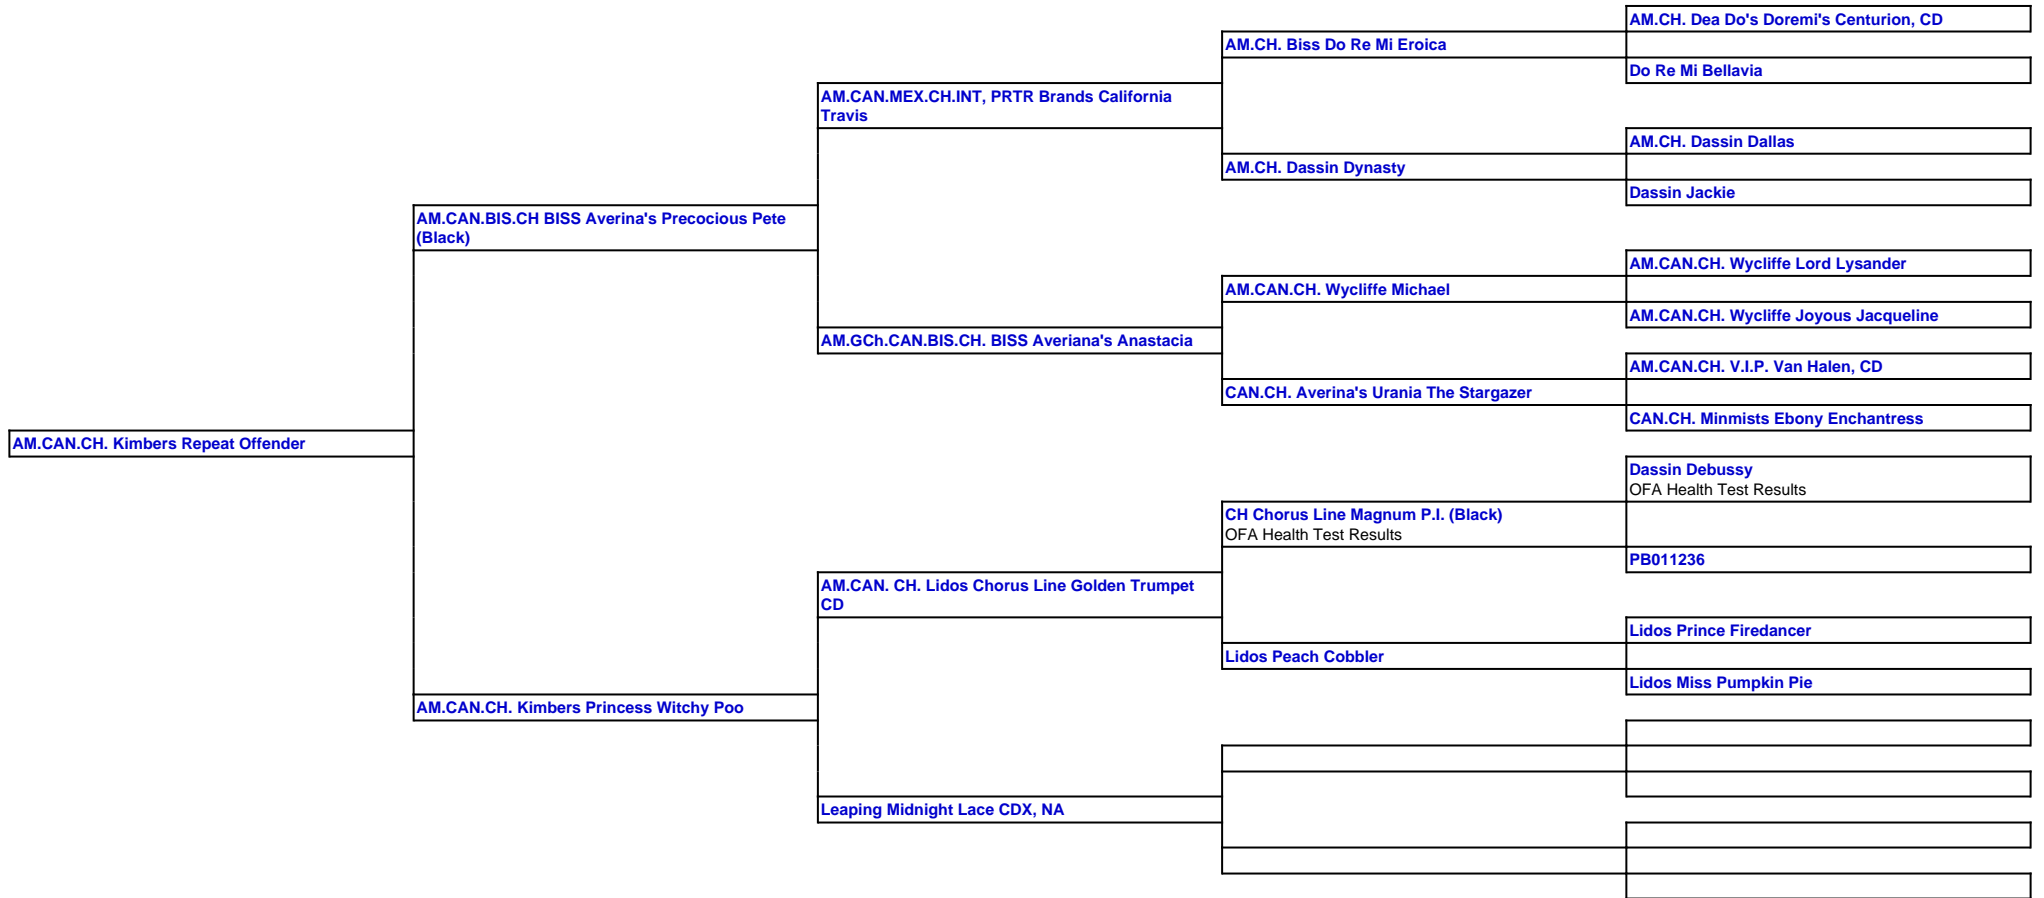 AM.CH. Dea Do's Doremi's Centurion, CD
AM.CH. Biss Do Re Mi Eroica
Do Re Mi Bellavia
AM.CAN.MEX.CH.INT, PRTR Brands California
Travis
AM.CH. Dassin Dallas
AM.CH. Dassin Dynasty
Dassin Jackie
AM.CAN.BIS.CH BISS Averina's Precocious Pete
(Black)
AM.CAN.CH. Wycliffe Lord Lysander
AM.CAN.CH. Wycliffe Michael
AM.CAN.CH. Wycliffe Joyous Jacqueline
AM.GCh.CAN.BIS.CH. BISS Averiana's Anastacia
AM.CAN.CH. V.I.P. Van Halen, CD
CAN.CH. Averina's Urania The Stargazer
CAN.CH. Minmists Ebony Enchantress
AM.CAN.CH. Kimbers Repeat Offender
Dassin Debussy
OFA Health Test Results
CH Chorus Line Magnum P.I. (Black)
OFA Health Test Results
PB011236
AM.CAN. CH. Lidos Chorus Line Golden Trumpet
CD
Lidos Prince Firedancer
Lidos Peach Cobbler
Lidos Miss Pumpkin Pie
AM.CAN.CH. Kimbers Princess Witchy Poo
Leaping Midnight Lace CDX, NA